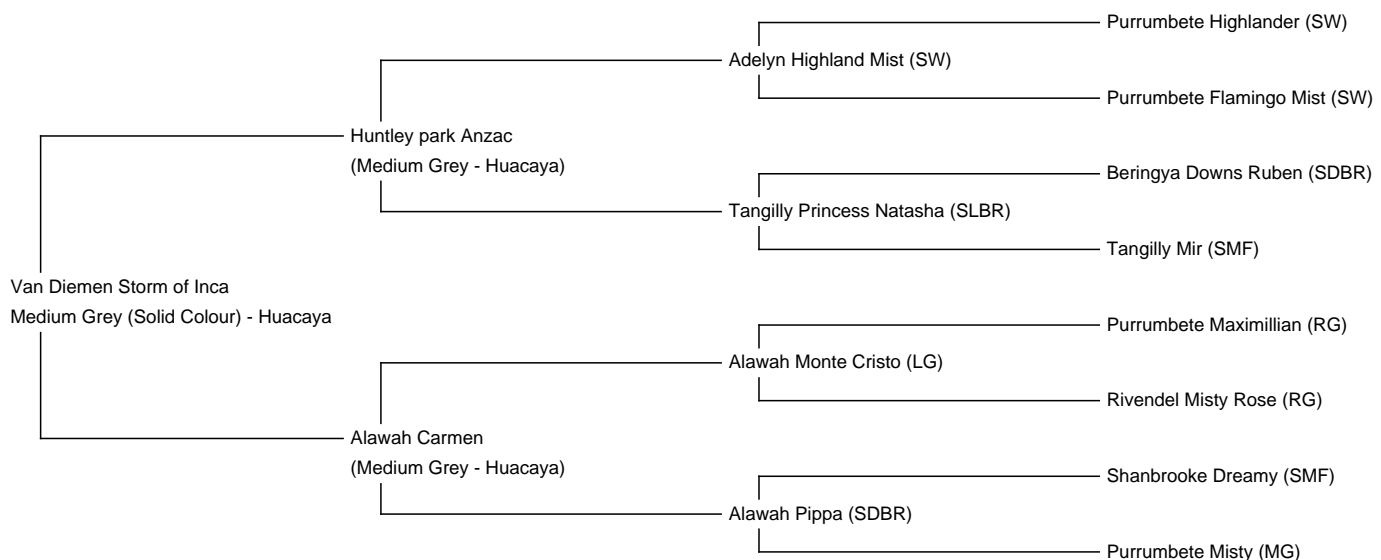 Purrumbete Highlander (SW)
Adelyn Highland Mist (SW)
Purrumbete Flamingo Mist (SW)
Huntley park Anzac
(Medium Grey - Huacaya)
Beringya Downs Ruben (SDBR)
Tangilly Princess Natasha (SLBR)
Tangilly Mir (SMF)
Van Diemen Storm of Inca
Medium Grey (Solid Colour) - Huacaya
Purrumbete Maximillian (RG)
Alawah Monte Cristo (LG)
Rivendel Misty Rose (RG)
Alawah Carmen
(Medium Grey - Huacaya)
Shanbrooke Dreamy (SMF)
Alawah Pippa (SDBR)
Purrumbete Misty (MG)